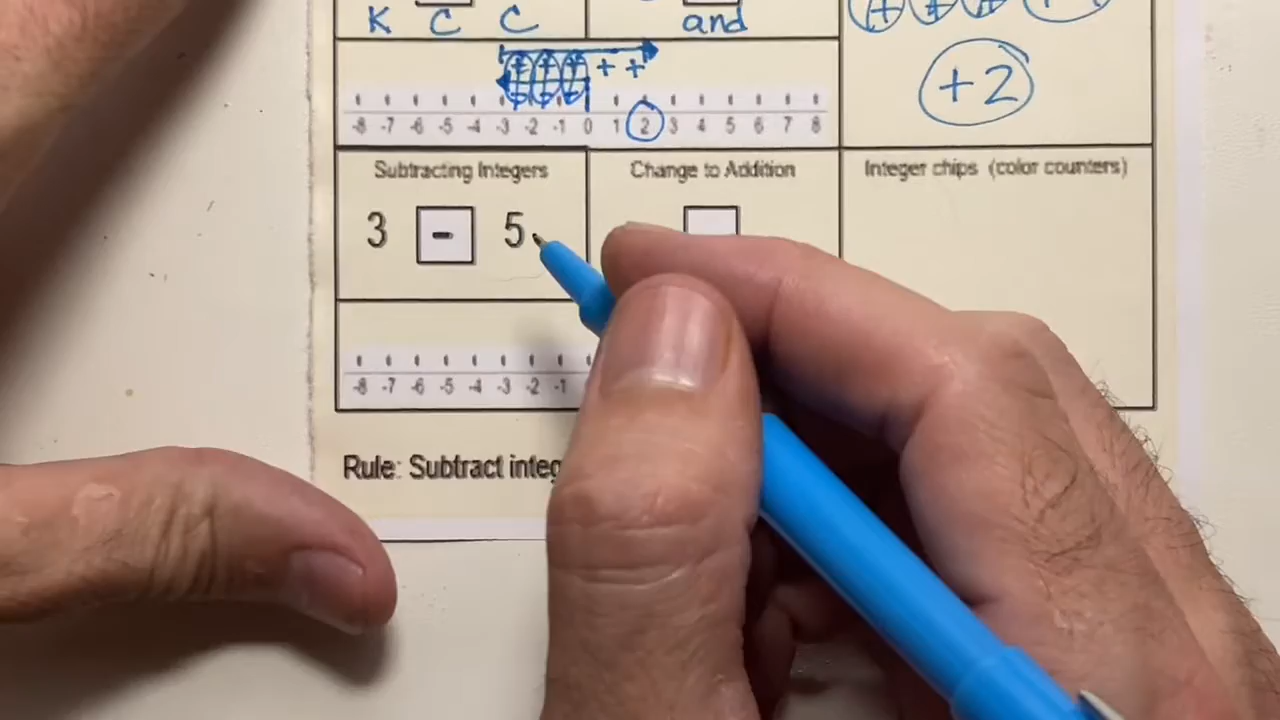 K C C
and
+ +
+2
-8 -7 -6 -5 -4 -3 -2 -1 0 1 2 3 4 5 6 7 8
Subtracting Integers
Change to Addition
Integer chips (color counters)
3 - 5
-8 -7 -6 -5 -4 -3 -2 -1
Rule: Subtract